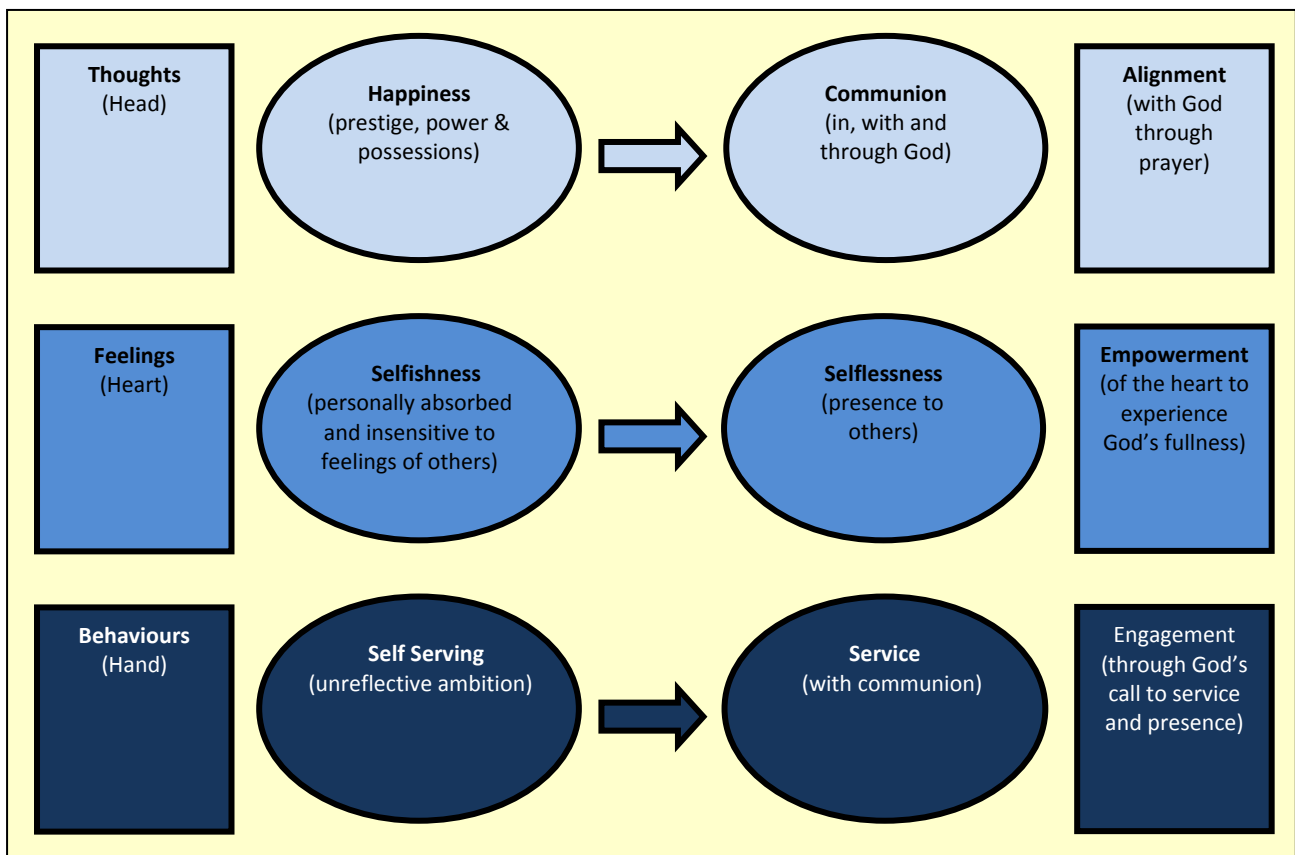 Thoughts
(Head)
Happiness
(prestige, power &
possessions)
Communion
(in, with and
through God)
Alignment
(with God
through
prayer)
Feelings
(Heart)
Selfishness
(personally absorbed
and insensitive to
feelings of others)
Selflessness
(presence to
others)
Empowerment
(of the heart to
experience
God’s fullness)
Behaviours
(Hand)
Self Serving
(unreflective ambition)
Service
(with communion)
Engagement
(through God’s
call to service
and presence)